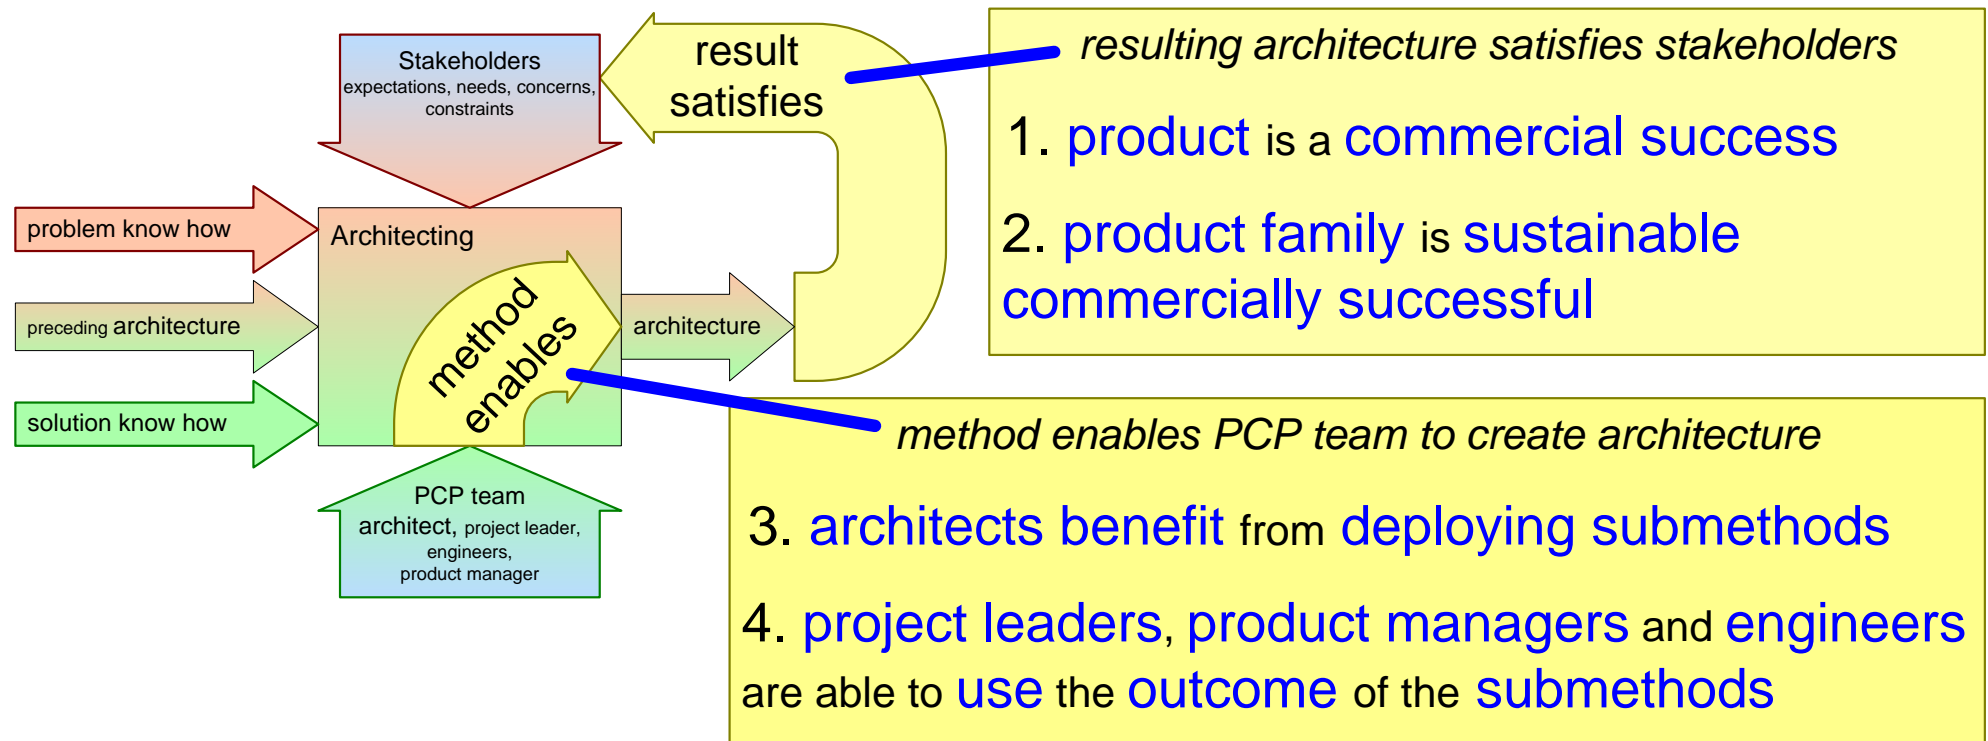 Stakeholders
expectations, needs, concerns,
constraints
result
satisfies
problem know how
preceding architecture
solution know how
Architecting
method
enables
architecture
PCP team
architect, project leader,
engineers,
product manager
resulting architecture satisfies stakeholders
1. product is a commercial success
2. product family is sustainable
commercially successful
method enables PCP team to create architecture
3. architects benefit from deploying submethods
4. project leaders, product managers and engineers
are able to use the outcome of the submethods